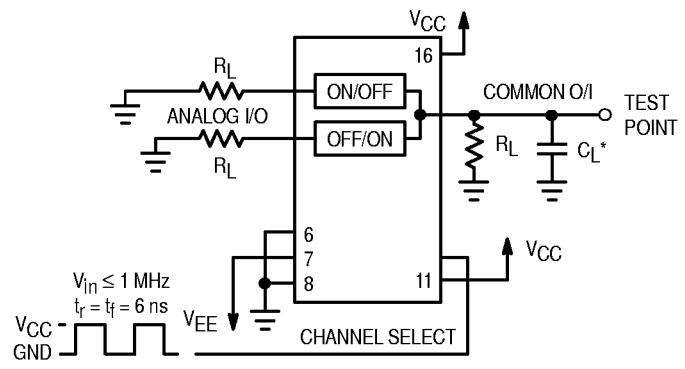 VCC
16
RL
ON/OFF
COMMON O/I
TEST
POINT
ANALOG I/O
OFF/ON
RL
RL
CL*
6
7
8
11
VCC
Vin ≤ 1 MHz
tr = tf = 6 ns
VEE
VCC
GND
CHANNEL SELECT